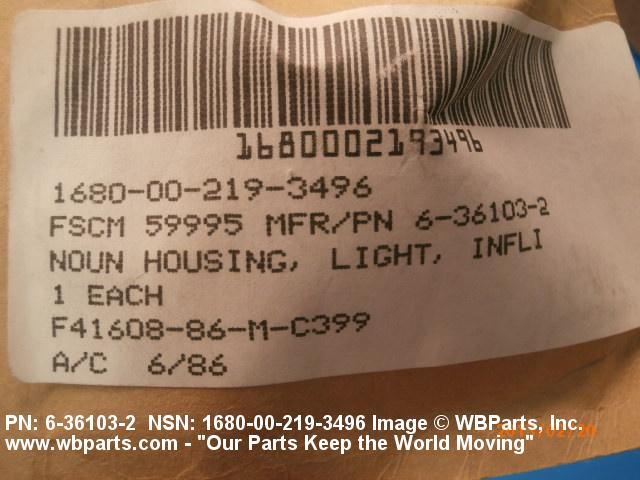 1680002193496
1680-00-219-3496
FSCM 59995 MFR/PN 6-36103-2
NOUN HOUSING, LIGHT, INFLI
1 EACH
F41608-86-M-C399
A/C 6/86
PN: 6-36103-2 NSN: 1680-00-219-3496 Image © WBParts, Inc.
www.wbparts.com - "Our Parts Keep the World Moving"